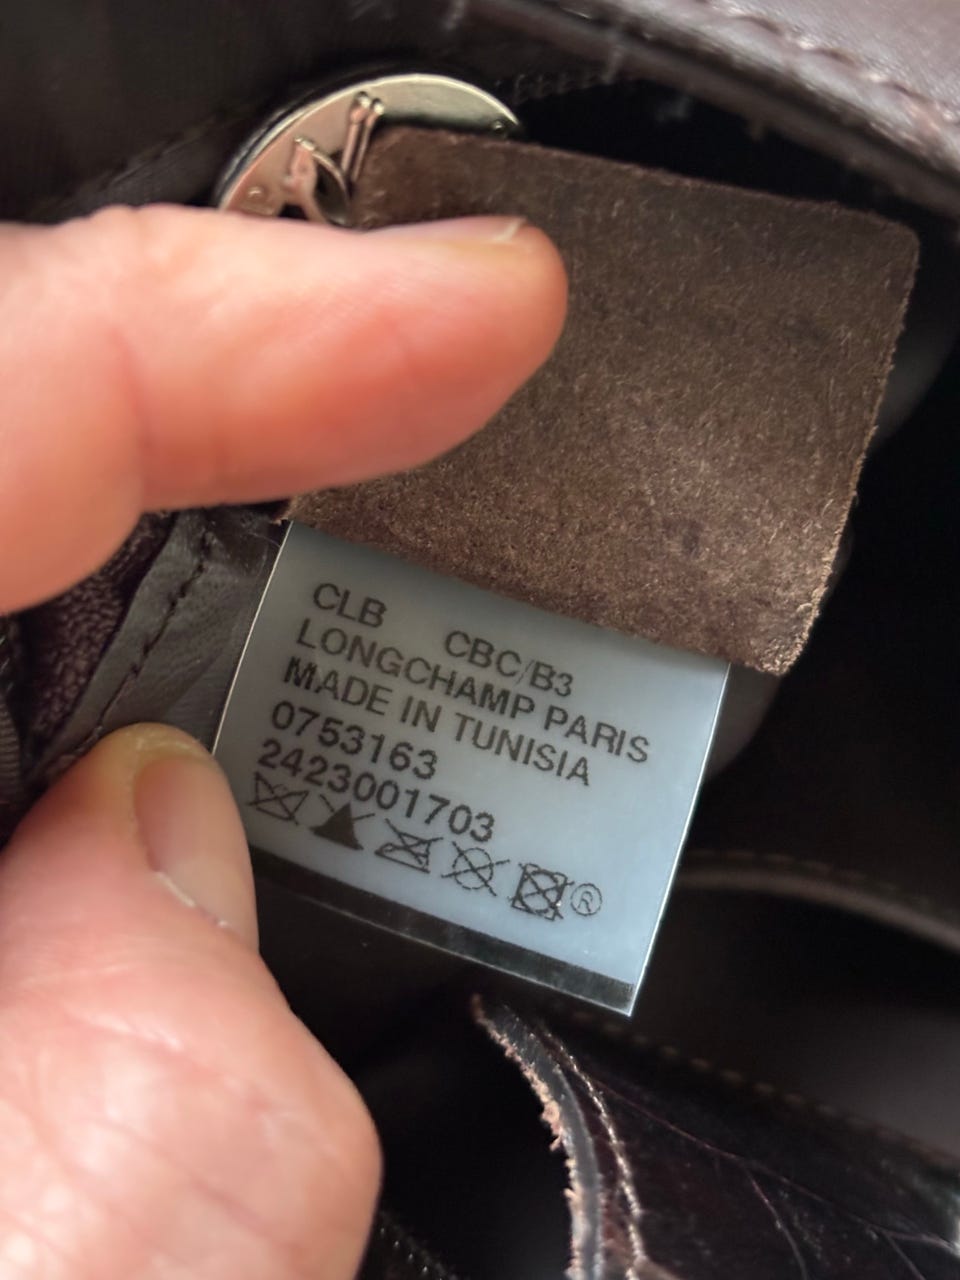 CLB CBC/B3
LONGCHAMP PARIS
MADE IN TUNISIA
0753163
2423001703
®